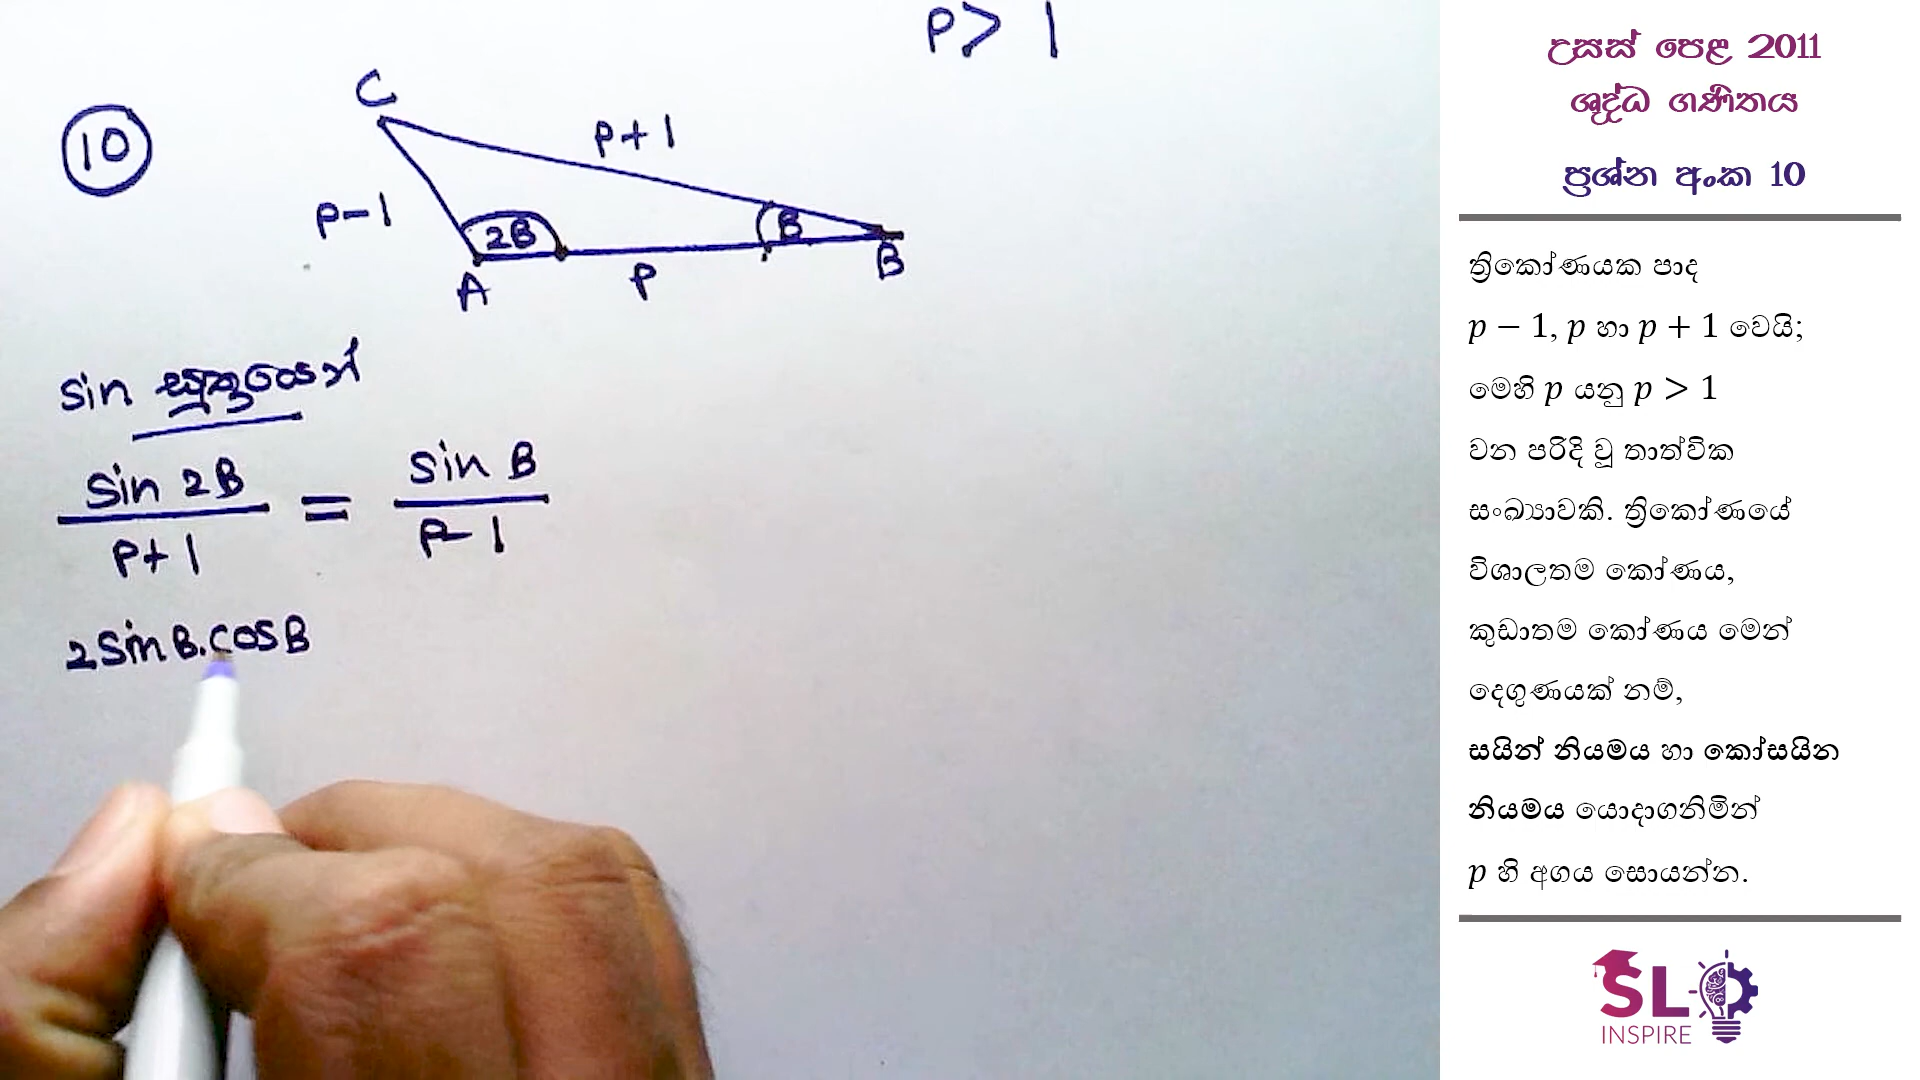 P > 1
10
C
P+1
P-1
2B
B
A
P
B
sin සූත්‍රයෙන්
sin 2B / P+1 = sin B / P-1
2 sin B . cos B
උසස් පෙළ 2011
ශුද්ධ ගණිතය
ප්‍රශ්න අංක 10
ත්‍රිකෝණයක පාද
p − 1, p හා p + 1 වෙයි;
මෙහි p යනු p > 1
වන පරිදි වූ තාත්වික
සංඛ්‍යාවකි. ත්‍රිකෝණයේ
විශාලතම කෝණය,
කුඩාතම කෝණය මෙන්
දෙගුණයක් නම්,
සයින් නියමය හා කෝසයින
නියමය යොදාගනිමින්
p හි අගය සොයන්න.
SL
INSPIRE